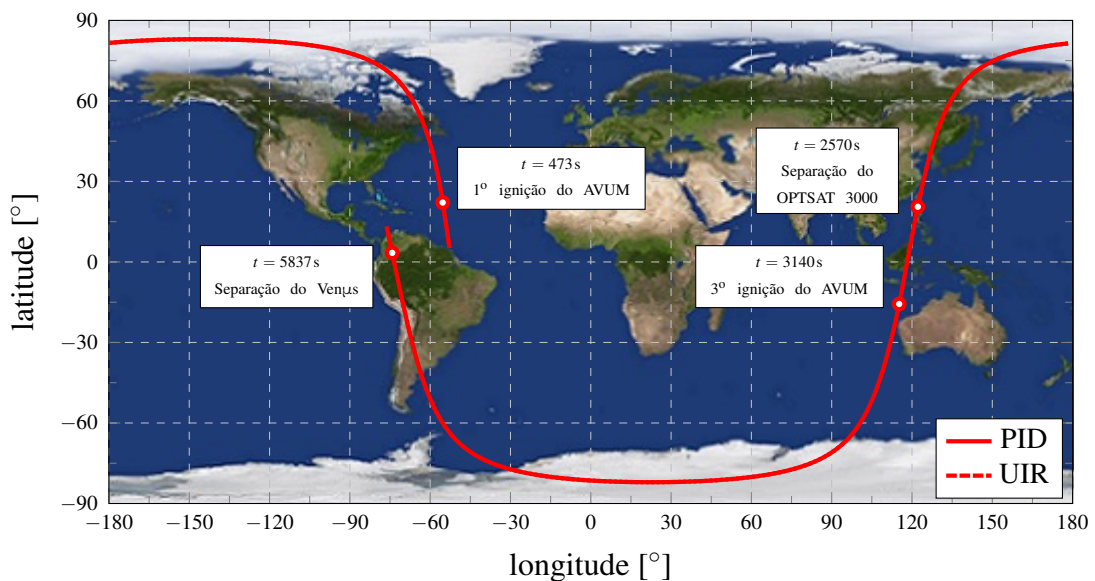 90
60
30
0
−30
−60
−90
latitude [°]
t = 473 s
1º ignição do AVUM
t = 2570 s
Separação do
OPTSAT 3000
t = 5837 s
Separação do Venμs
t = 3140 s
3º ignição do AVUM
PID
UIR
−180
−150
−120
−90
−60
−30
0
30
60
90
120
150
180
longitude [°]